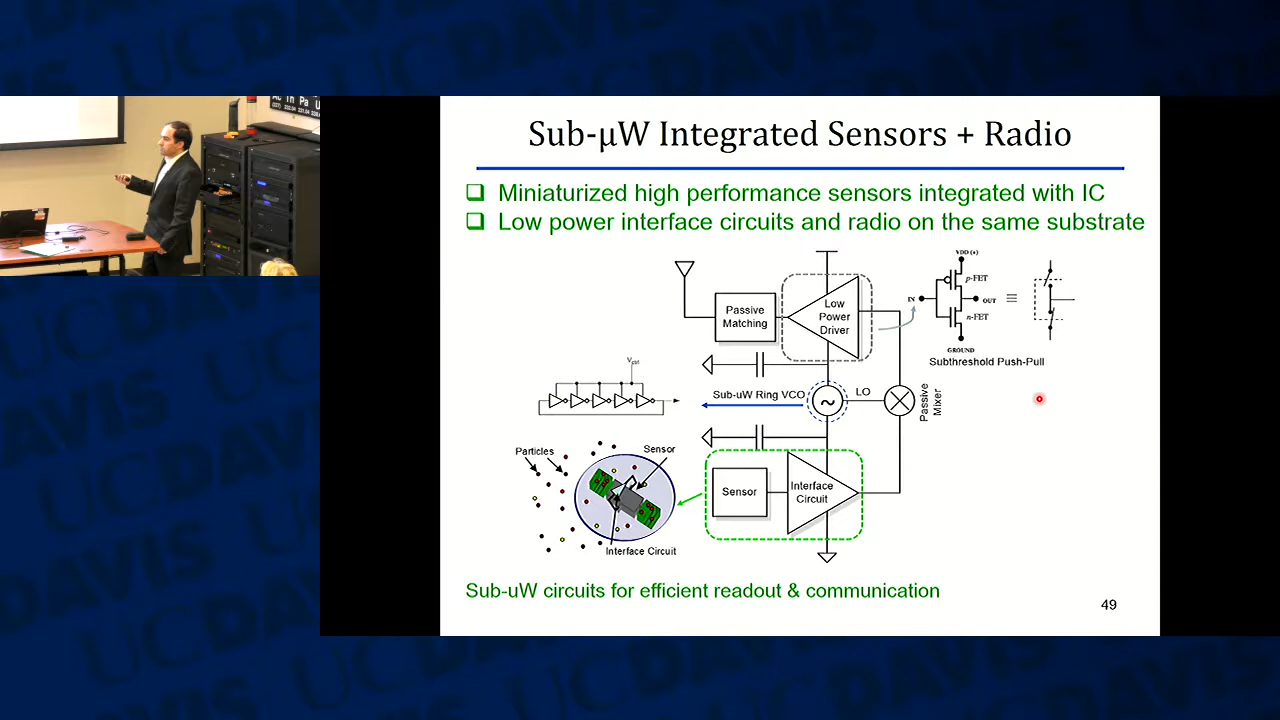 Sub-µW Integrated Sensors + Radio
❑ Miniaturized high performance sensors integrated with IC
❑ Low power interface circuits and radio on the same substrate
VDD (s)
p-FET
IN
OUT
≡
n-FET
GROUND
Subthreshold Push-Pull
Low
Power
Driver
Passive
Matching
Vctrl
Sub-uW Ring VCO
~
LO
Passive
Mixer
Particles
Sensor
Sensor
Interface
Circuit
Interface Circuit
Sub-uW circuits for efficient readout & communication
49
UCDAVIS